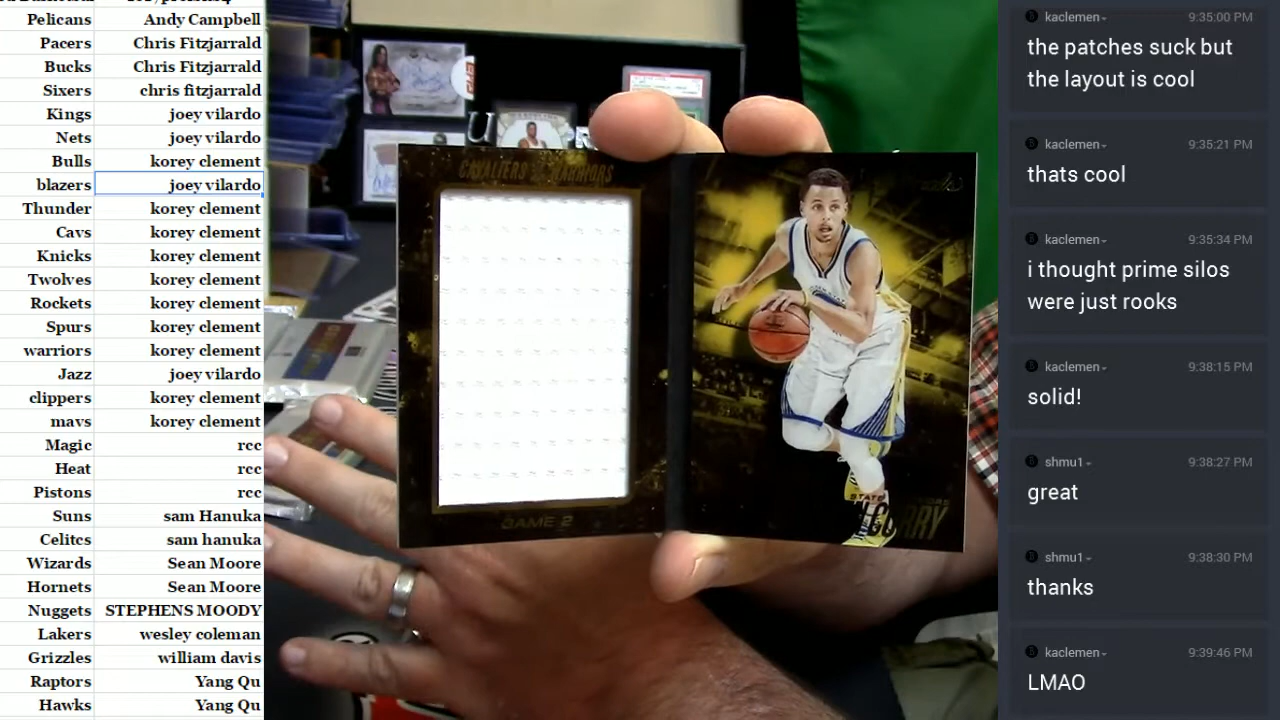 Pelicans Andy Campbell
Pacers Chris Fitzjarrald
Bucks Chris Fitzjarrald
Sixers chris fitzjarrald
Kings joey vilardo
Nets joey vilardo
Bulls korey clement
blazers joey vilardo
Thunder korey clement
Cavs korey clement
Knicks korey clement
Twolves korey clement
Rockets korey clement
Spurs korey clement
warriors korey clement
Jazz joey vilardo
clippers korey clement
mavs korey clement
Magic rcc
Heat rcc
Pistons rcc
Suns sam Hanuka
Celitcs sam hanuka
Wizards Sean Moore
Hornets Sean Moore
Nuggets STEPHENS MOODY
Lakers wesley coleman
Grizzles william davis
Raptors Yang Qu
Hawks Yang Qu
CAVALIERS WARRIORS
GAME 2
CURRY
kaclemen 9:35:00 PM
the patches suck but
the layout is cool
kaclemen 9:35:21 PM
thats cool
kaclemen 9:35:34 PM
i thought prime silos
were just rooks
kaclemen 9:38:15 PM
solid!
shmu1 9:38:27 PM
great
shmu1 9:38:30 PM
thanks
kaclemen 9:39:46 PM
LMAO